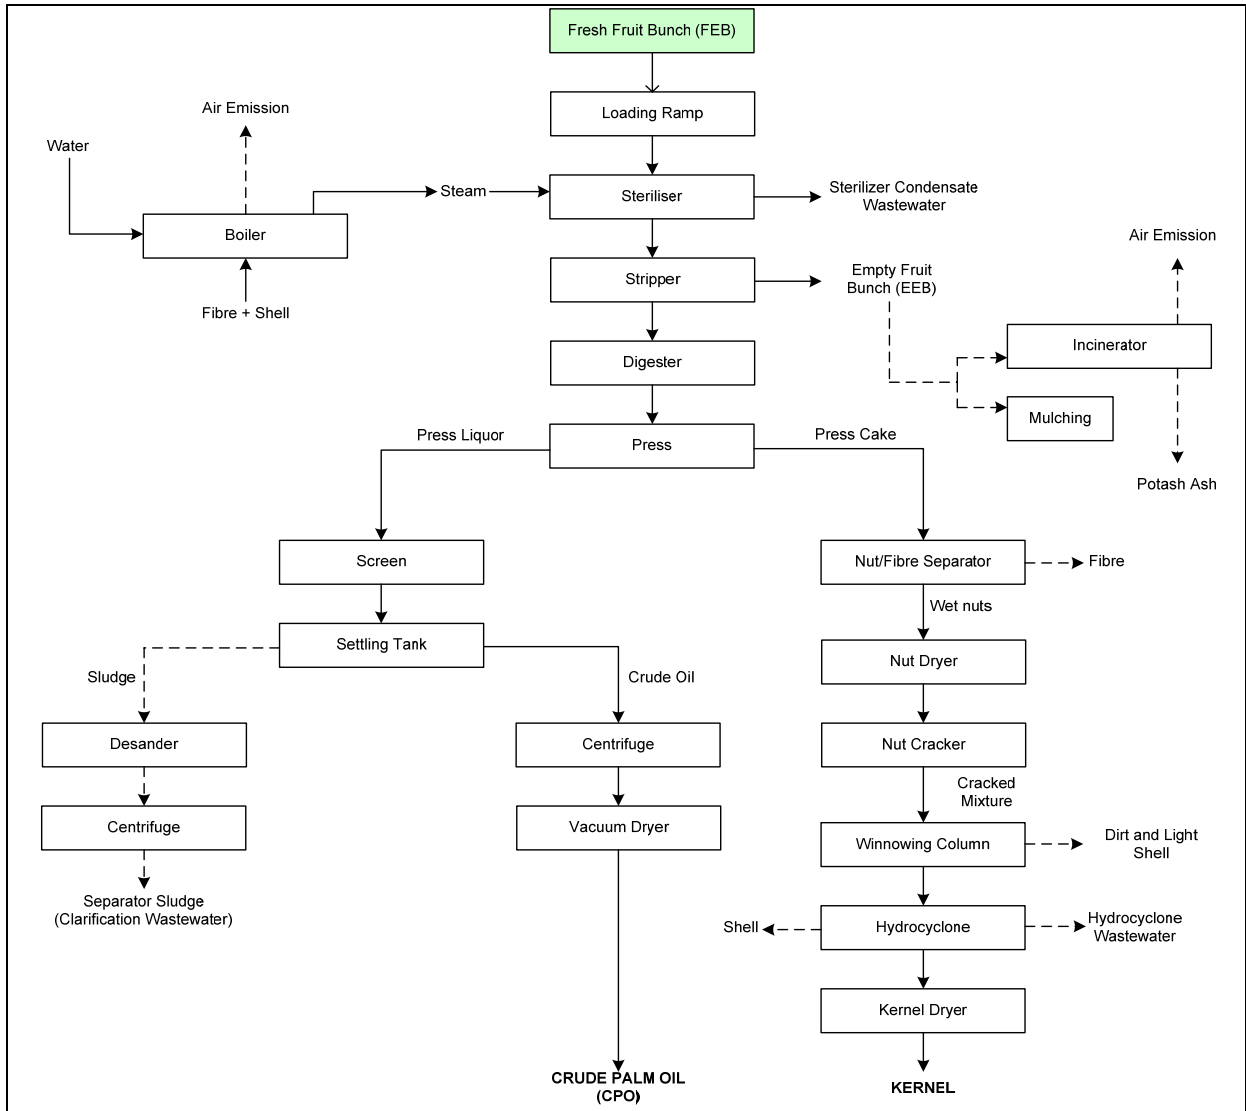 Fresh Fruit Bunch (FEB)
Loading Ramp
Air Emission
Water
Steam
Steriliser
Sterilizer Condensate
Wastewater
Boiler
Air Emission
Fibre + Shell
Stripper
Empty Fruit
Bunch (EEB)
Incinerator
Digester
Mulching
Press Liquor
Press
Press Cake
Potash Ash
Screen
Nut/Fibre Separator
Fibre
Wet nuts
Settling Tank
Sludge
Crude Oil
Nut Dryer
Desander
Centrifuge
Nut Cracker
Cracked
Mixture
Centrifuge
Vacuum Dryer
Winnowing Column
Dirt and Light
Shell
Separator Sludge
(Clarification Wastewater)
Shell
Hydrocyclone
Hydrocyclone
Wastewater
Kernel Dryer
CRUDE PALM OIL
(CPO)
KERNEL